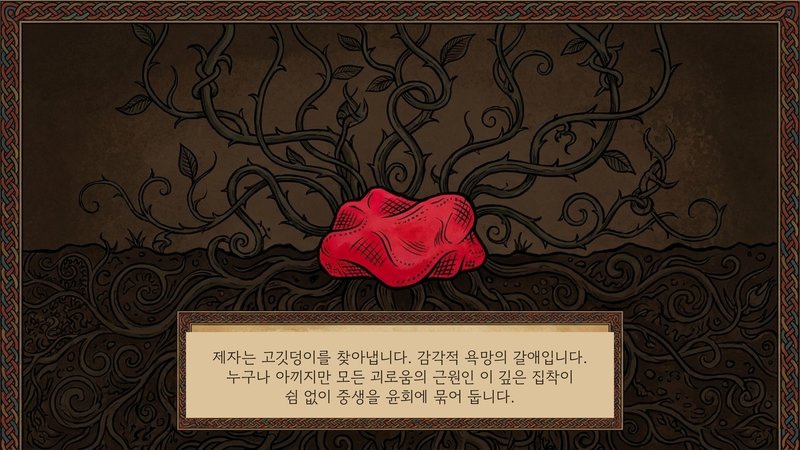 제자는 고깃덩이를 찾아냅니다. 감각적 욕망의 갈애입니다.
누구나 아끼지만 모든 괴로움의 근원인 이 깊은 집착이
쉼 없이 중생을 윤회에 묶어 둡니다.